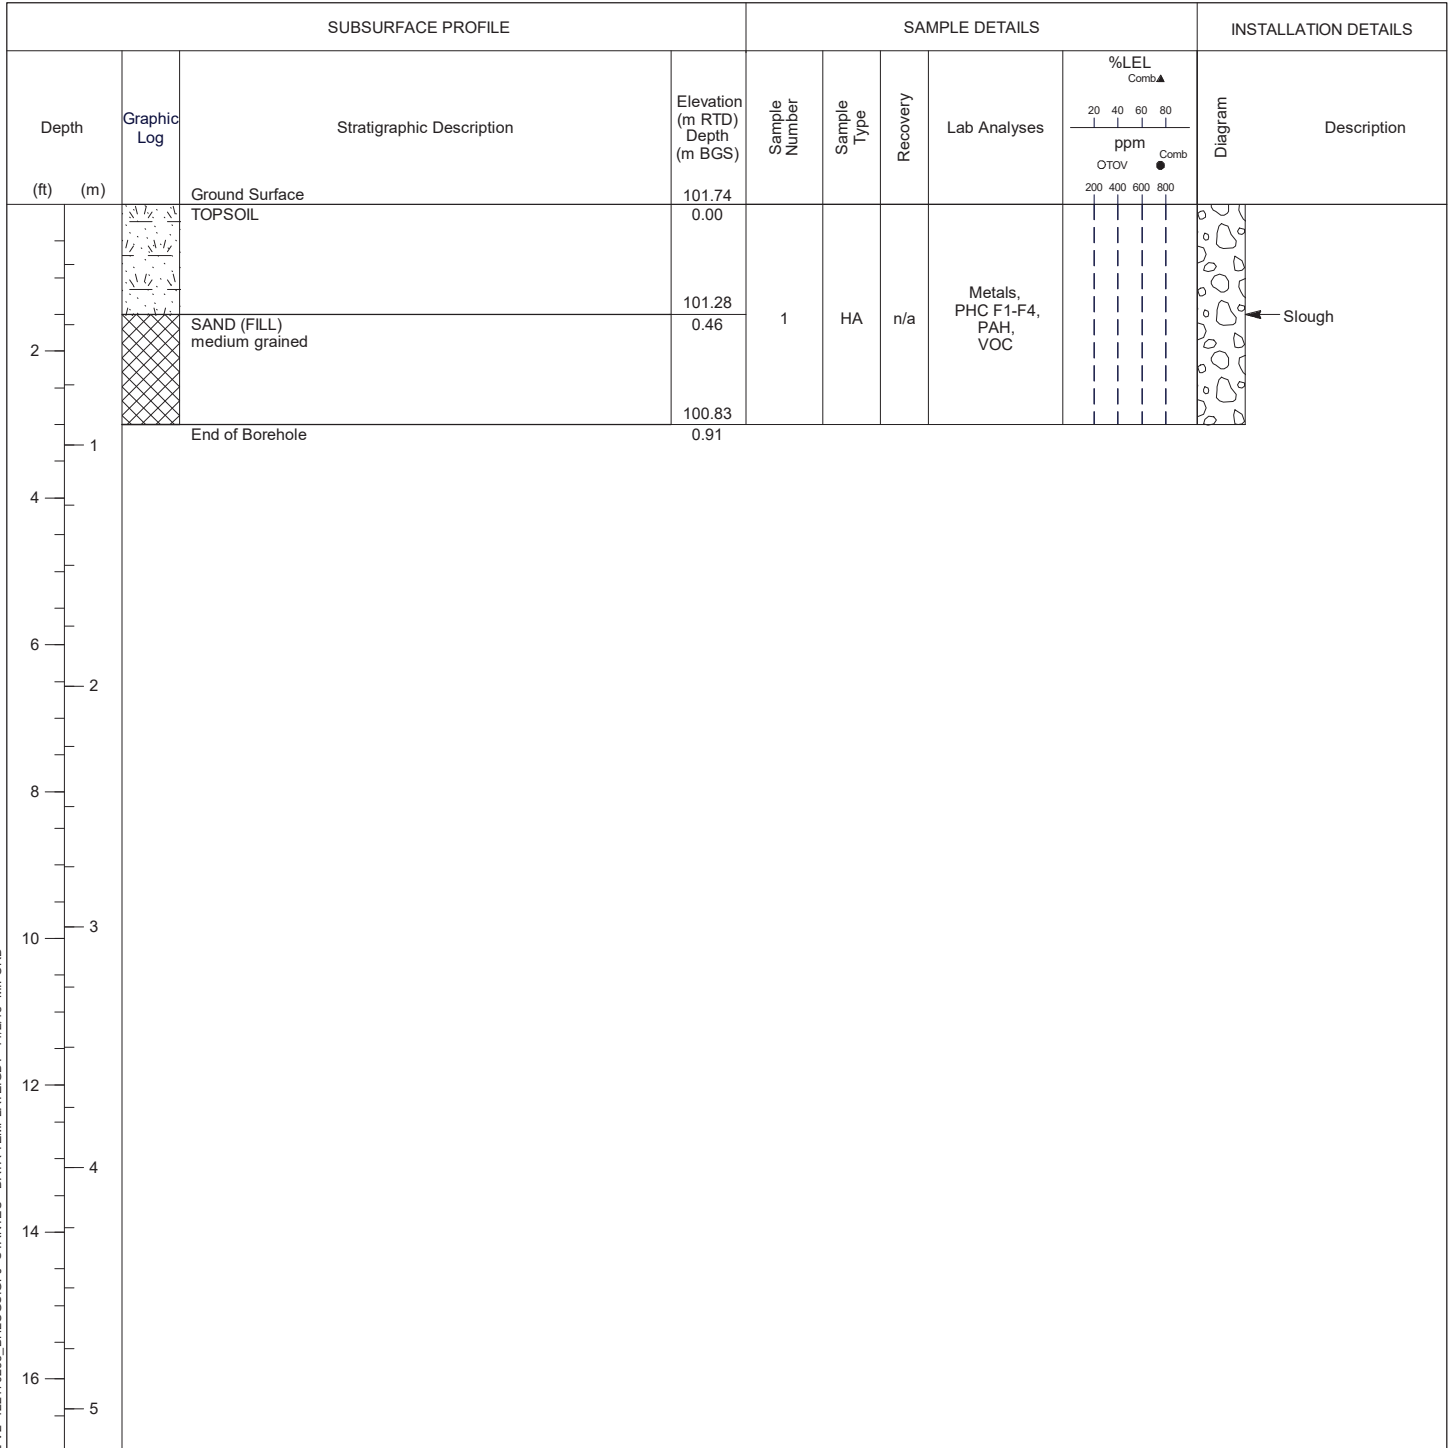 SUBSURFACE PROFILE
SAMPLE DETAILS
INSTALLATION DETAILS
Depth
(ft) (m)
Graphic
Log
Stratigraphic Description
Elevation
(m RTD)
Depth
(m BGS)
Sample
Number
Sample
Type
Recovery
Lab Analyses
%LEL
Comb▲
20 40 60 80
ppm
Comb
OTOV ●
200 400 600 800
Diagram
Description
Ground Surface 101.74
TOPSOIL 0.00
101.28
SAND (FILL) 0.46
medium grained
100.83
End of Borehole 0.91
1
HA
n/a
Metals,
PHC F1-F4,
PAH,
VOC
Slough
2
1
4
6
2
8
3
10
12
4
14
16
5